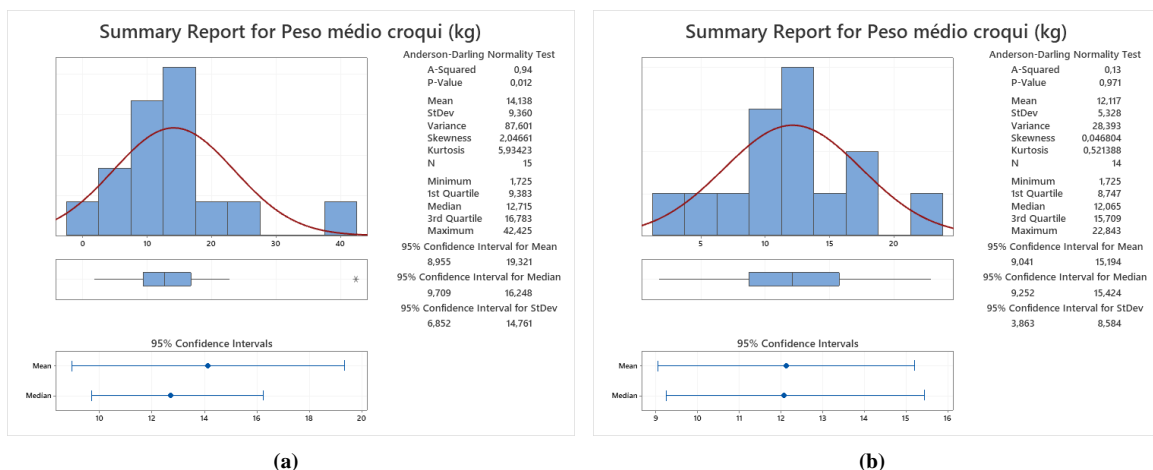 Summary Report for Peso médio croqui (kg)
Anderson-Darling Normality Test
A-Squared 0,94
P-Value 0,012
Mean 14,138
StDev 9,360
Variance 87,601
Skewness 2,04661
Kurtosis 5,93423
N 15
Minimum 1,725
1st Quartile 9,383
Median 12,715
3rd Quartile 16,783
Maximum 42,425
95% Confidence Interval for Mean
8,955 19,321
95% Confidence Interval for Median
9,709 16,248
95% Confidence Interval for StDev
6,852 14,761
0 10 20 30 40
95% Confidence Intervals
Mean
Median
10 12 14 16 18 20
(a)
Summary Report for Peso médio croqui (kg)
Anderson-Darling Normality Test
A-Squared 0,13
P-Value 0,971
Mean 12,117
StDev 5,328
Variance 28,393
Skewness 0,046804
Kurtosis 0,521388
N 14
Minimum 1,725
1st Quartile 8,747
Median 12,065
3rd Quartile 15,709
Maximum 22,843
95% Confidence Interval for Mean
9,041 15,194
95% Confidence Interval for Median
9,252 15,424
95% Confidence Interval for StDev
3,863 8,584
5 10 15 20
95% Confidence Intervals
Mean
Median
9 10 11 12 13 14 15 16
(b)